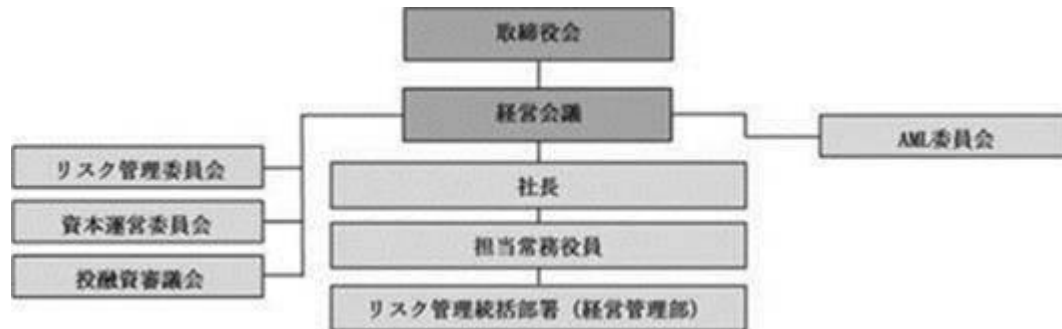 取締役会
経営会議
AML委員会
リスク管理委員会
社長
資本運営委員会
担当常務役員
投融資審議会
リスク管理統括部署（経営管理部）